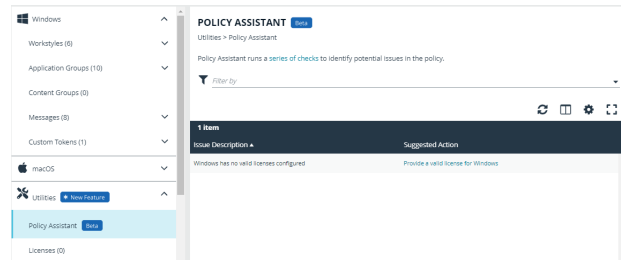 Windows
Workstyles (6)
Application Groups (10)
Content Groups (0)
Messages (8)
Custom Tokens (1)
macOS
Utilities New Feature
Policy Assistant Beta
Licenses (0)
POLICY ASSISTANT Beta
Utilities > Policy Assistant
Policy Assistant runs a series of checks to identify potential issues in the policy.
Filter by
1 item
Issue Description Suggested Action
Windows has no valid licenses configured Provide a valid license for Windows